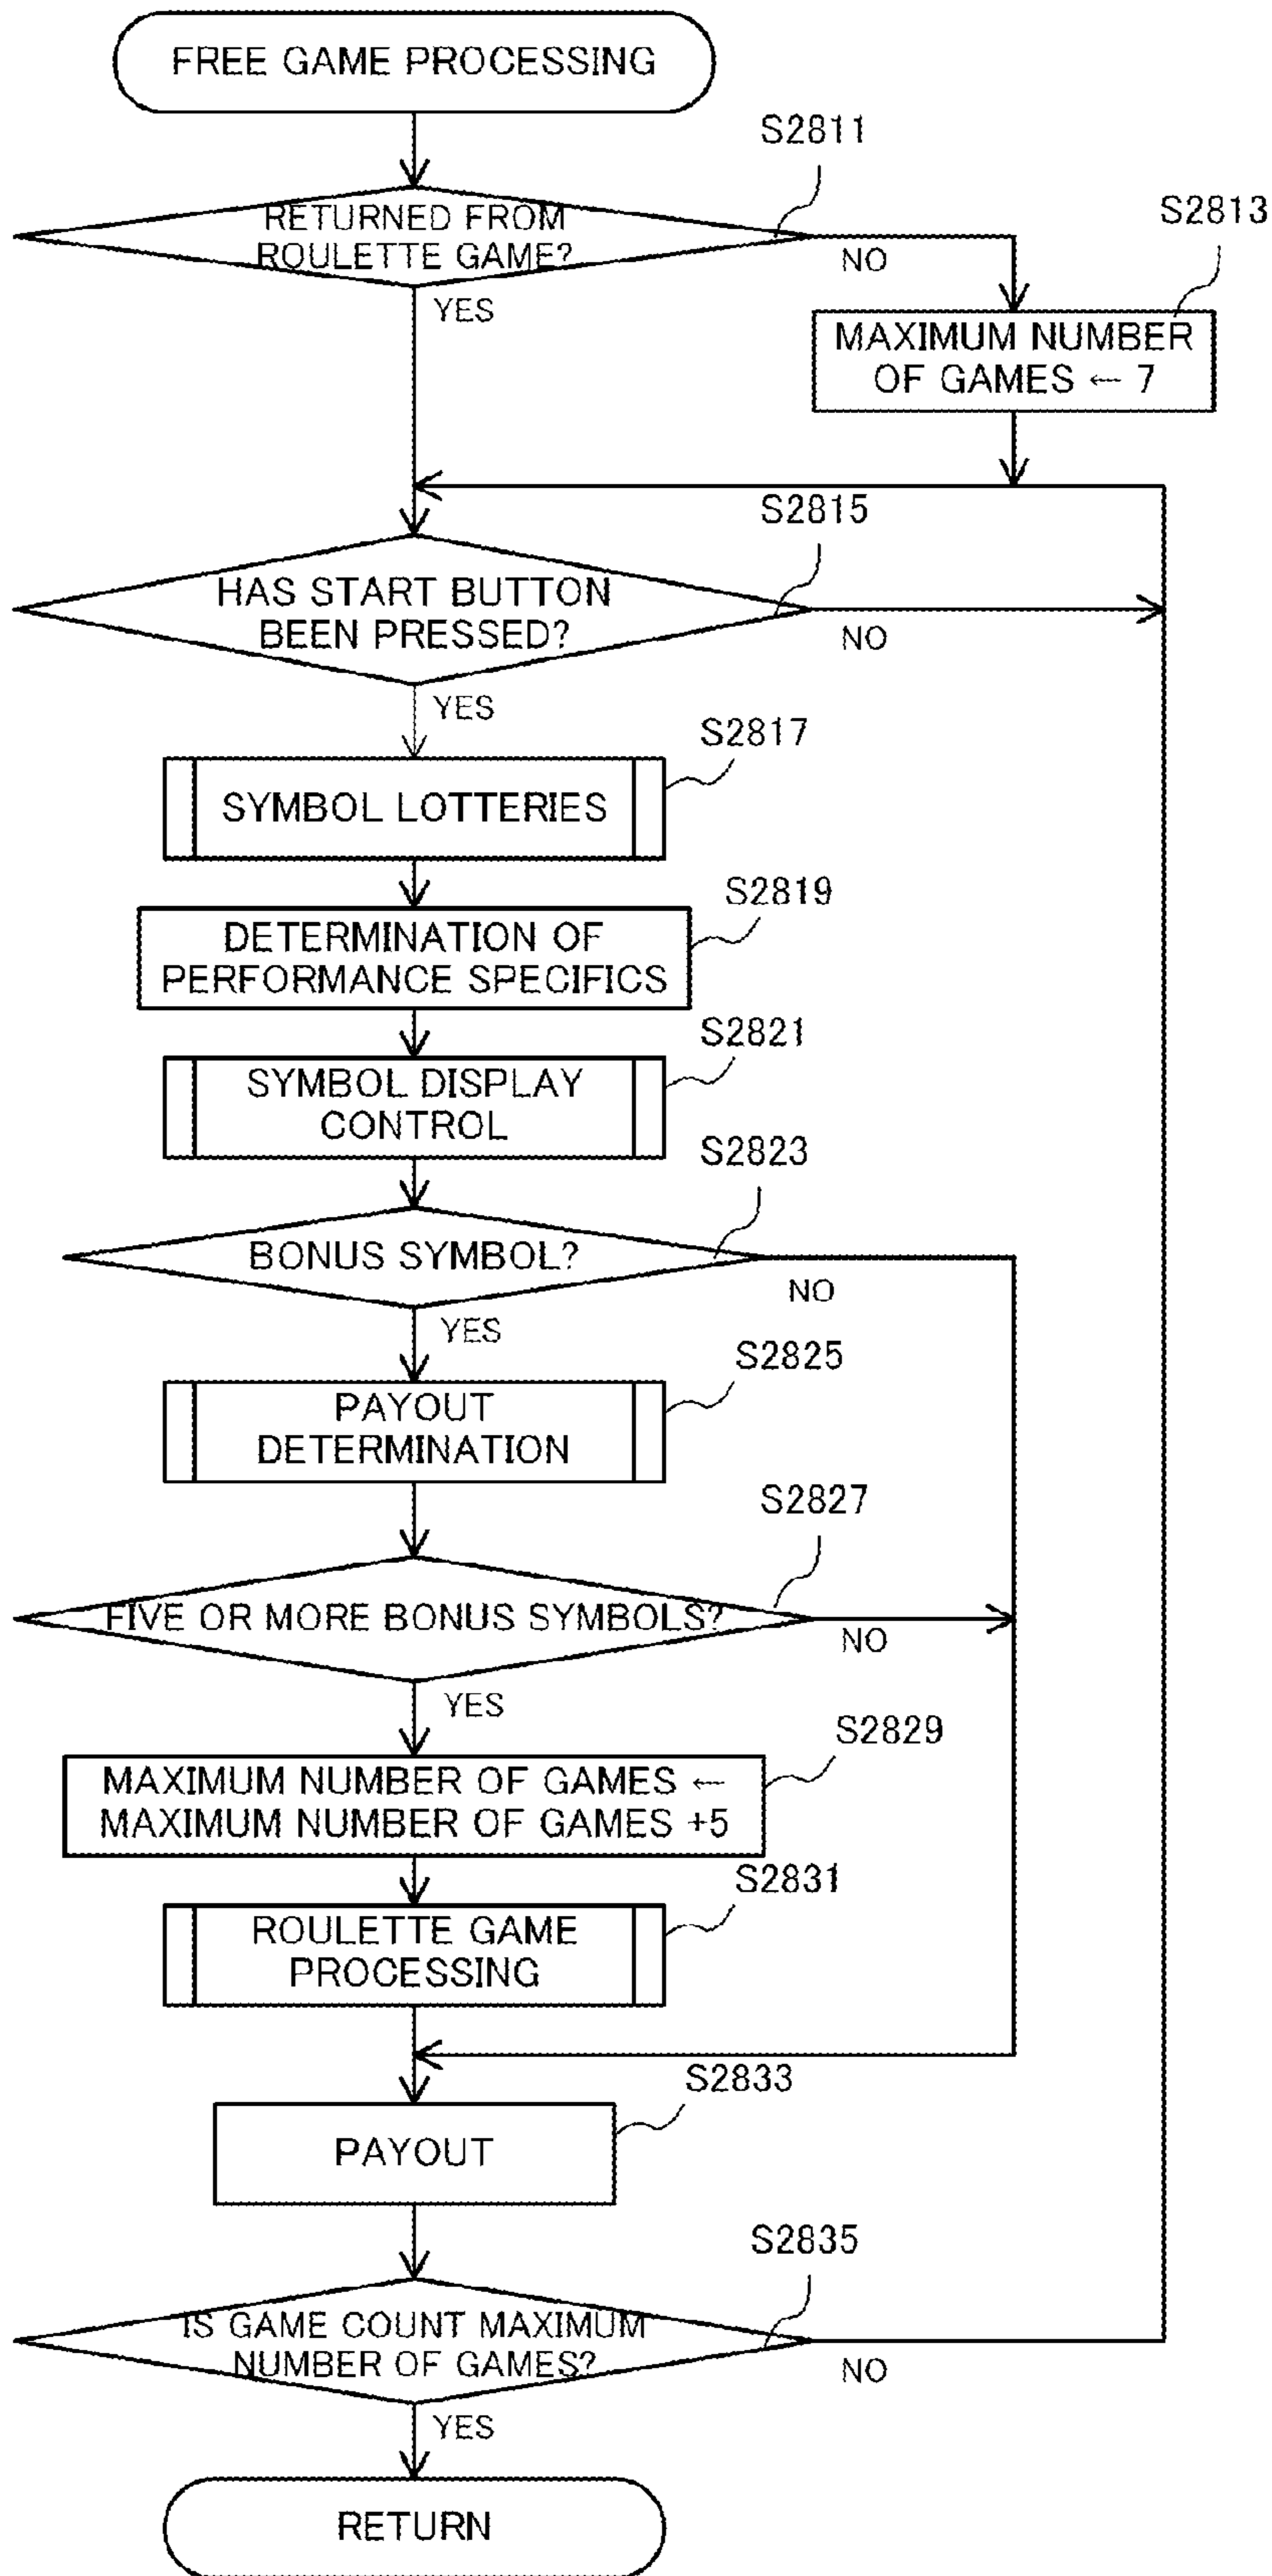 FREE GAME PROCESSING
S2811
RETURNED FROM
ROULETTE GAME?
NO
YES
S2813
MAXIMUM NUMBER
OF GAMES ← 7
S2815
HAS START BUTTON
BEEN PRESSED?
NO
YES
S2817
SYMBOL LOTTERIES
S2819
DETERMINATION OF
PERFORMANCE SPECIFICS
S2821
SYMBOL DISPLAY
CONTROL
S2823
BONUS SYMBOL?
NO
YES
S2825
PAYOUT
DETERMINATION
S2827
FIVE OR MORE BONUS SYMBOLS?
NO
YES
S2829
MAXIMUM NUMBER OF GAMES ←
MAXIMUM NUMBER OF GAMES +5
S2831
ROULETTE GAME
PROCESSING
S2833
PAYOUT
S2835
IS GAME COUNT MAXIMUM
NUMBER OF GAMES?
NO
YES
RETURN